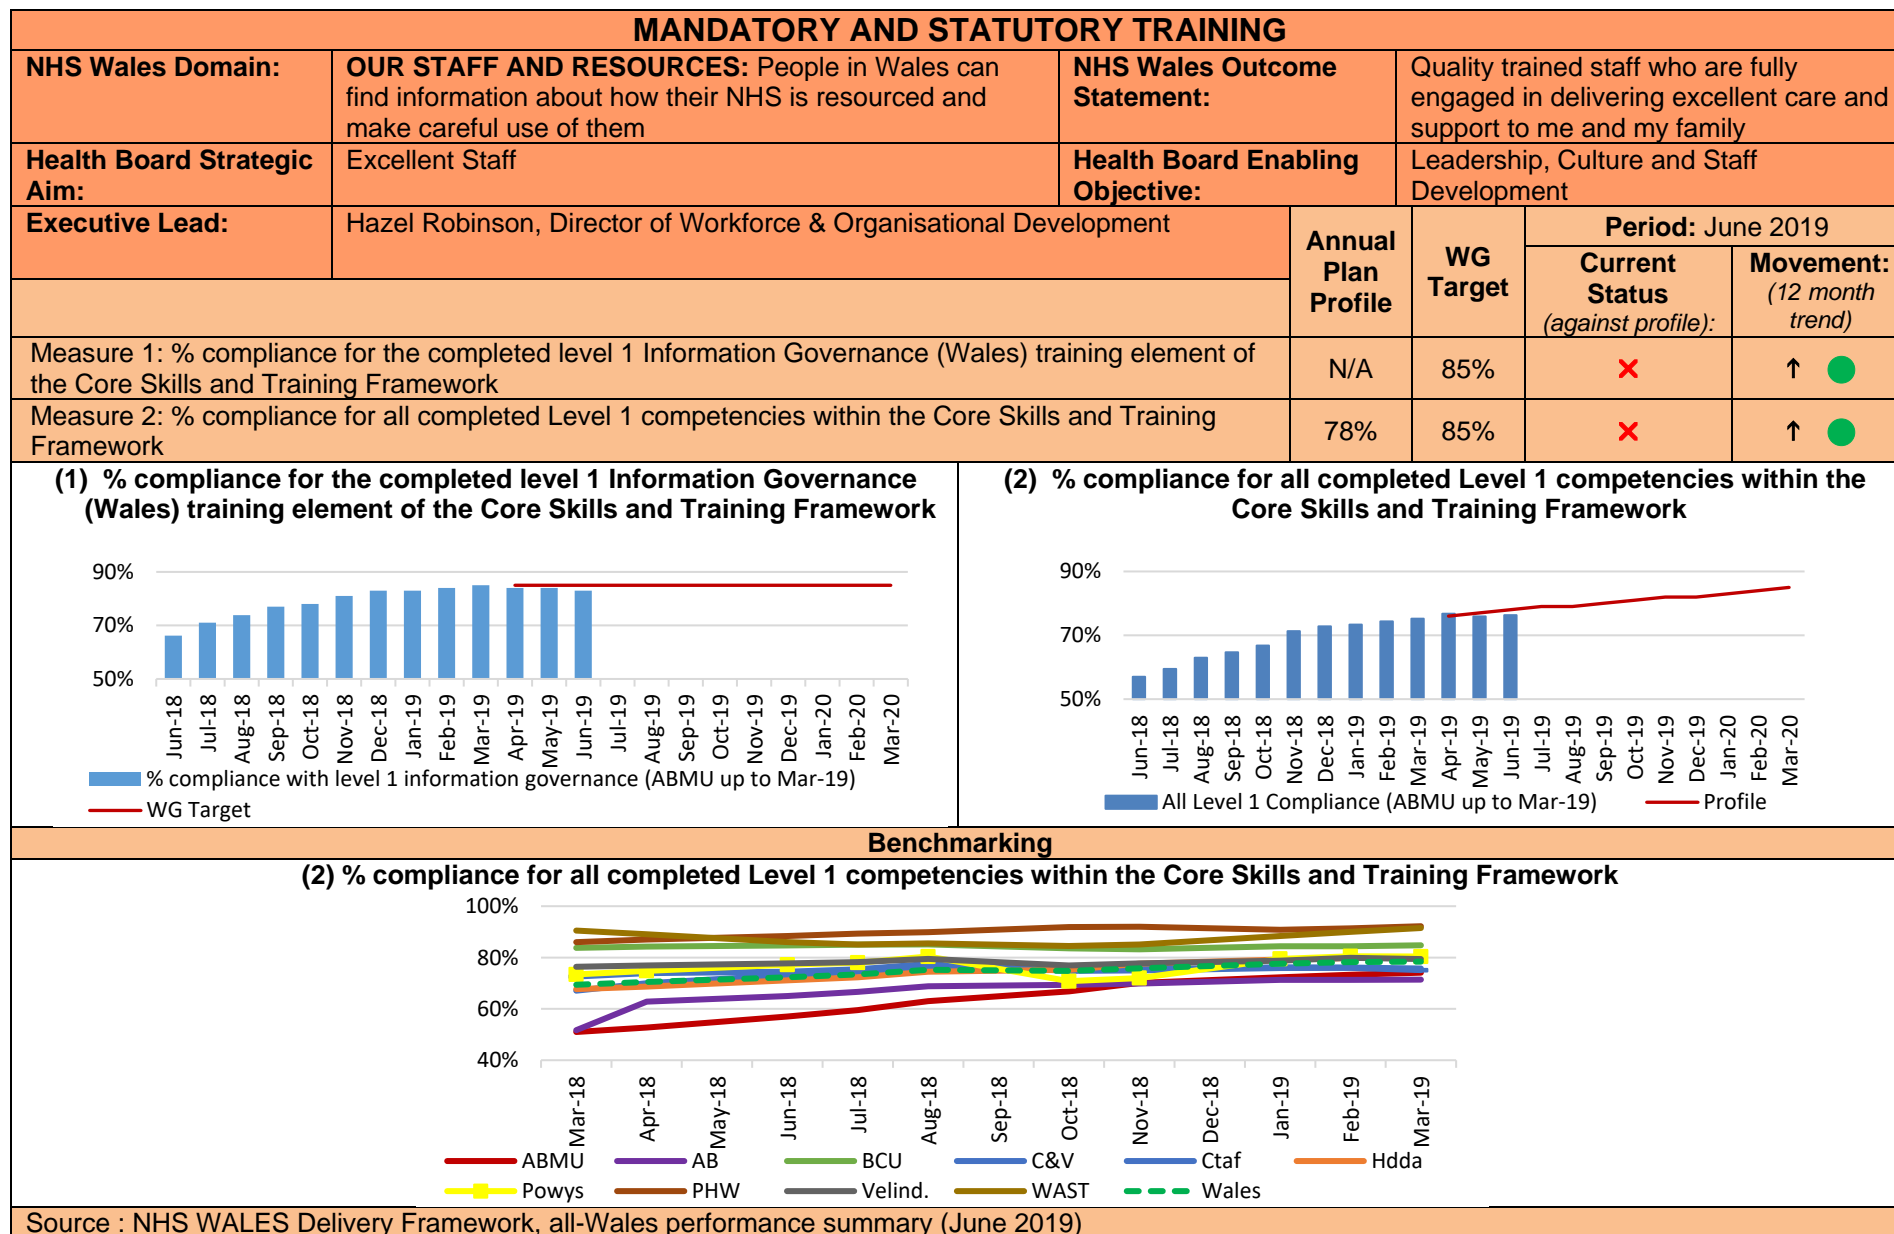 MANDATORY AND STATUTORY TRAINING
NHS Wales Domain:
OUR STAFF AND RESOURCES: People in Wales can
find information about how their NHS is resourced and
make careful use of them
NHS Wales Outcome
Statement:
Quality trained staff who are fully
engaged in delivering excellent care and
support to me and my family
Health Board Strategic
Aim:
Excellent Staff
Health Board Enabling
Objective:
Leadership, Culture and Staff
Development
Executive Lead:
Hazel Robinson, Director of Workforce & Organisational Development
Annual
Plan
Profile
WG
Target
Period: June 2019
Current
Status
(against profile):
Movement:
(12 month
trend)
Measure 1: % compliance for the completed level 1 Information Governance (Wales) training element of
the Core Skills and Training Framework
N/A
85%
✕
↑
Measure 2: % compliance for all completed Level 1 competencies within the Core Skills and Training
Framework
78%
85%
✕
↑
(1) % compliance for the completed level 1 Information Governance
(Wales) training element of the Core Skills and Training Framework
90%
70%
50%
Jun-18
Jul-18
Aug-18
Sep-18
Oct-18
Nov-18
Dec-18
Jan-19
Feb-19
Mar-19
Apr-19
May-19
Jun-19
Jul-19
Aug-19
Sep-19
Oct-19
Nov-19
Dec-19
Jan-20
Feb-20
Mar-20
% compliance with level 1 information governance (ABMU up to Mar-19)
WG Target
(2) % compliance for all completed Level 1 competencies within the
Core Skills and Training Framework
90%
70%
50%
Jun-18
Jul-18
Aug-18
Sep-18
Oct-18
Nov-18
Dec-18
Jan-19
Feb-19
Mar-19
Apr-19
May-19
Jun-19
Jul-19
Aug-19
Sep-19
Oct-19
Nov-19
Dec-19
Jan-20
Feb-20
Mar-20
All Level 1 Compliance (ABMU up to Mar-19)
Profile
Benchmarking
(2) % compliance for all completed Level 1 competencies within the Core Skills and Training Framework
100%
80%
60%
40%
Mar-18
Apr-18
May-18
Jun-18
Jul-18
Aug-18
Sep-18
Oct-18
Nov-18
Dec-18
Jan-19
Feb-19
Mar-19
ABMU
AB
BCU
C&V
Ctaf
Hdda
Powys
PHW
Velind.
WAST
Wales
Source : NHS WALES Delivery Framework, all-Wales performance summary (June 2019)